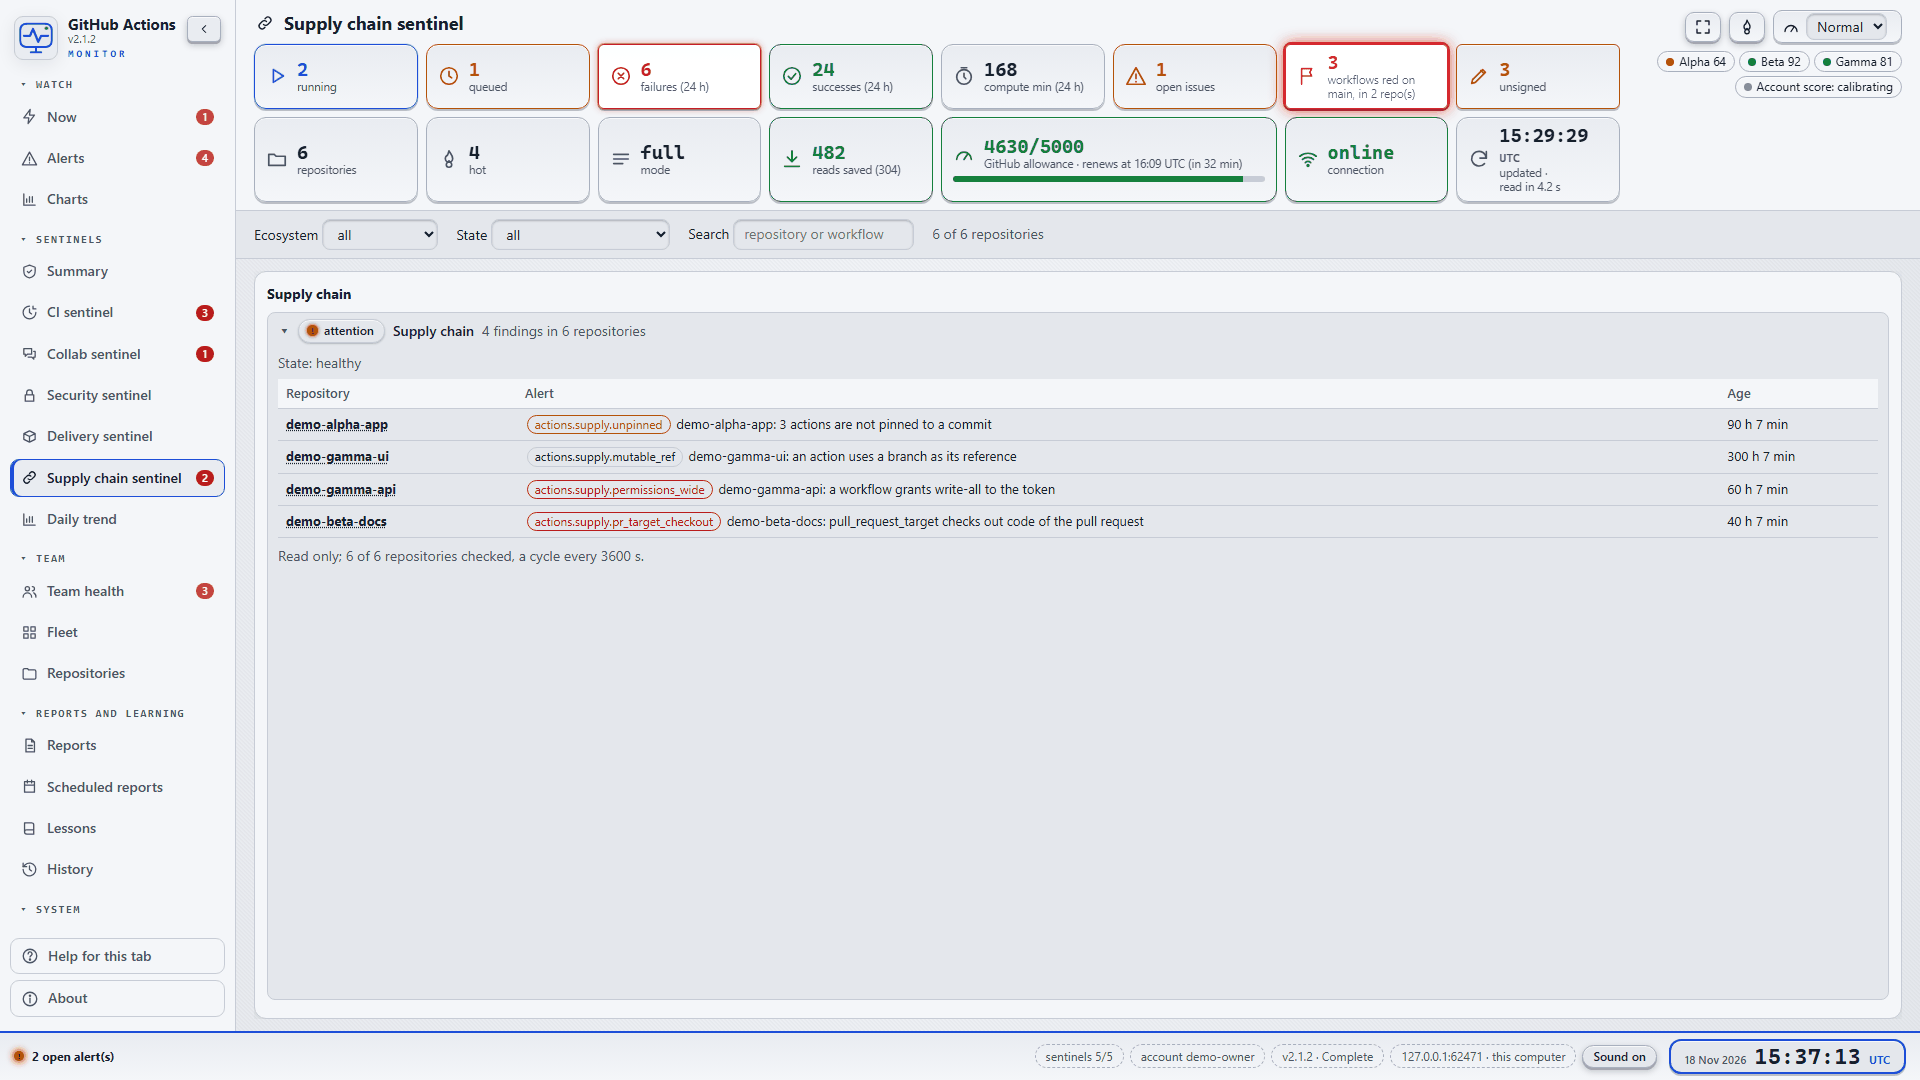 GitHub Actions
v2.1.2
MONITOR
WATCH
Now 1
Alerts 4
Charts
SENTINELS
Summary
CI sentinel 3
Collab sentinel 1
Security sentinel
Delivery sentinel
Supply chain sentinel 2
Daily trend
TEAM
Team health 3
Fleet
Repositories
REPORTS AND LEARNING
Reports
Scheduled reports
Lessons
History
SYSTEM
Help for this tab
About
Supply chain sentinel
2
running
1
queued
6
failures (24 h)
24
successes (24 h)
168
compute min (24 h)
1
open issues
3
workflows red on
main, in 2 repo(s)
3
unsigned
6
repositories
4
hot
full
mode
482
reads saved (304)
4630/5000
GitHub allowance · renews at 16:09 UTC (in 32 min)
online
connection
15:29:29
UTC
updated ·
read in 4.2 s
Normal
Alpha 64
Beta 92
Gamma 81
Account score: calibrating
Ecosystem all State all Search repository or workflow 6 of 6 repositories
Supply chain
attention Supply chain 4 findings in 6 repositories
State: healthy
Repository Alert Age
demo-alpha-app actions.supply.unpinned demo-alpha-app: 3 actions are not pinned to a commit 90 h 7 min
demo-gamma-ui actions.supply.mutable_ref demo-gamma-ui: an action uses a branch as its reference 300 h 7 min
demo-gamma-api actions.supply.permissions_wide demo-gamma-api: a workflow grants write-all to the token 60 h 7 min
demo-beta-docs actions.supply.pr_target_checkout demo-beta-docs: pull_request_target checks out code of the pull request 40 h 7 min
Read only; 6 of 6 repositories checked, a cycle every 3600 s.
2 open alert(s)
sentinels 5/5
account demo-owner
v2.1.2 · Complete
127.0.0.1:62471 · this computer
Sound on
18 Nov 2026 15:37:13 UTC